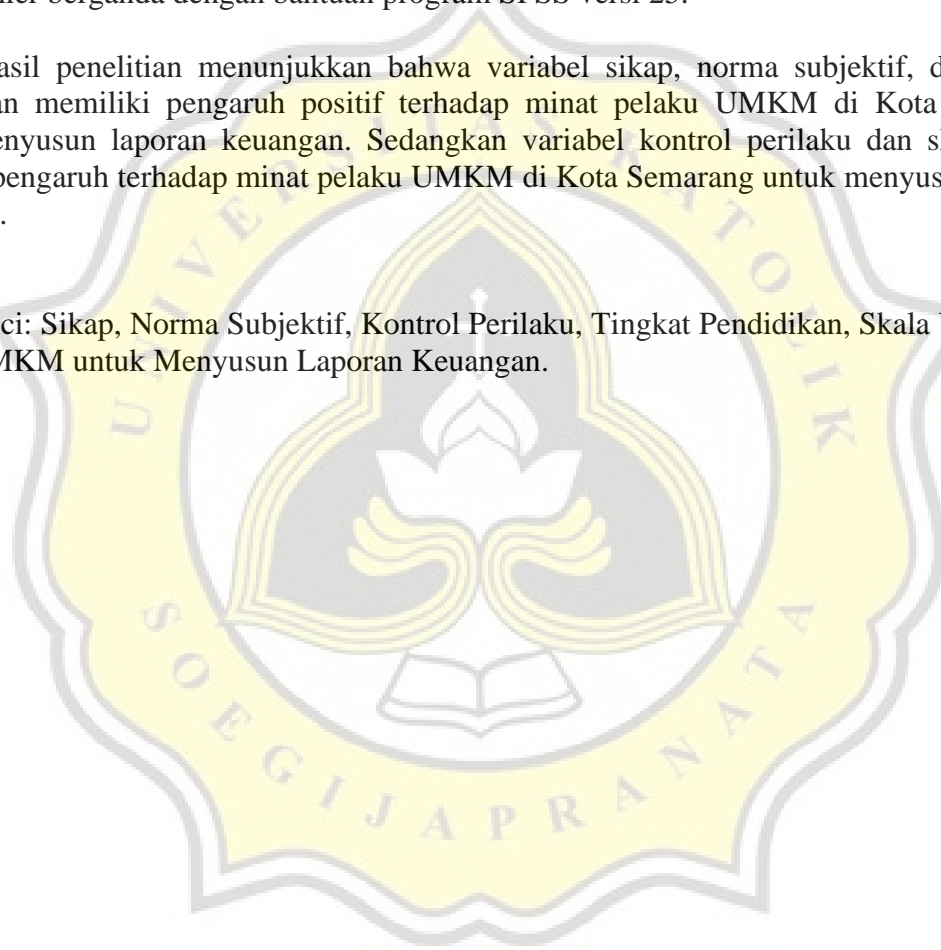 berganda dengan bantuan program SPSS versi 25.
asil penelitian menunjukkan bahwa variabel sikap, norma subjektif, d
an memiliki pengaruh positif terhadap minat pelaku UMKM di Kota
enyusun laporan keuangan. Sedangkan variabel kontrol perilaku dan s
pengaruh terhadap minat pelaku UMKM di Kota Semarang untuk menyus
.
ci: Sikap, Norma Subjektif, Kontrol Perilaku, Tingkat Pendidikan, Skala
MKM untuk Menyusun Laporan Keuangan.
UNIVERSITAS KATOLIK
SOEGIJAPRANATA